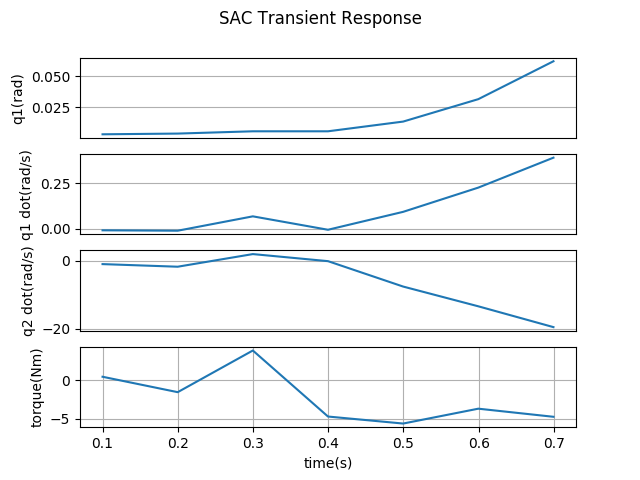 SAC Transient Response
q1(rad)
0.050
0.025
q1 dot(rad/s)
0.25
0.00
q2 dot(rad/s)
0
−20
torque(Nm)
0
−5
0.1 0.2 0.3 0.4 0.5 0.6 0.7
time(s)